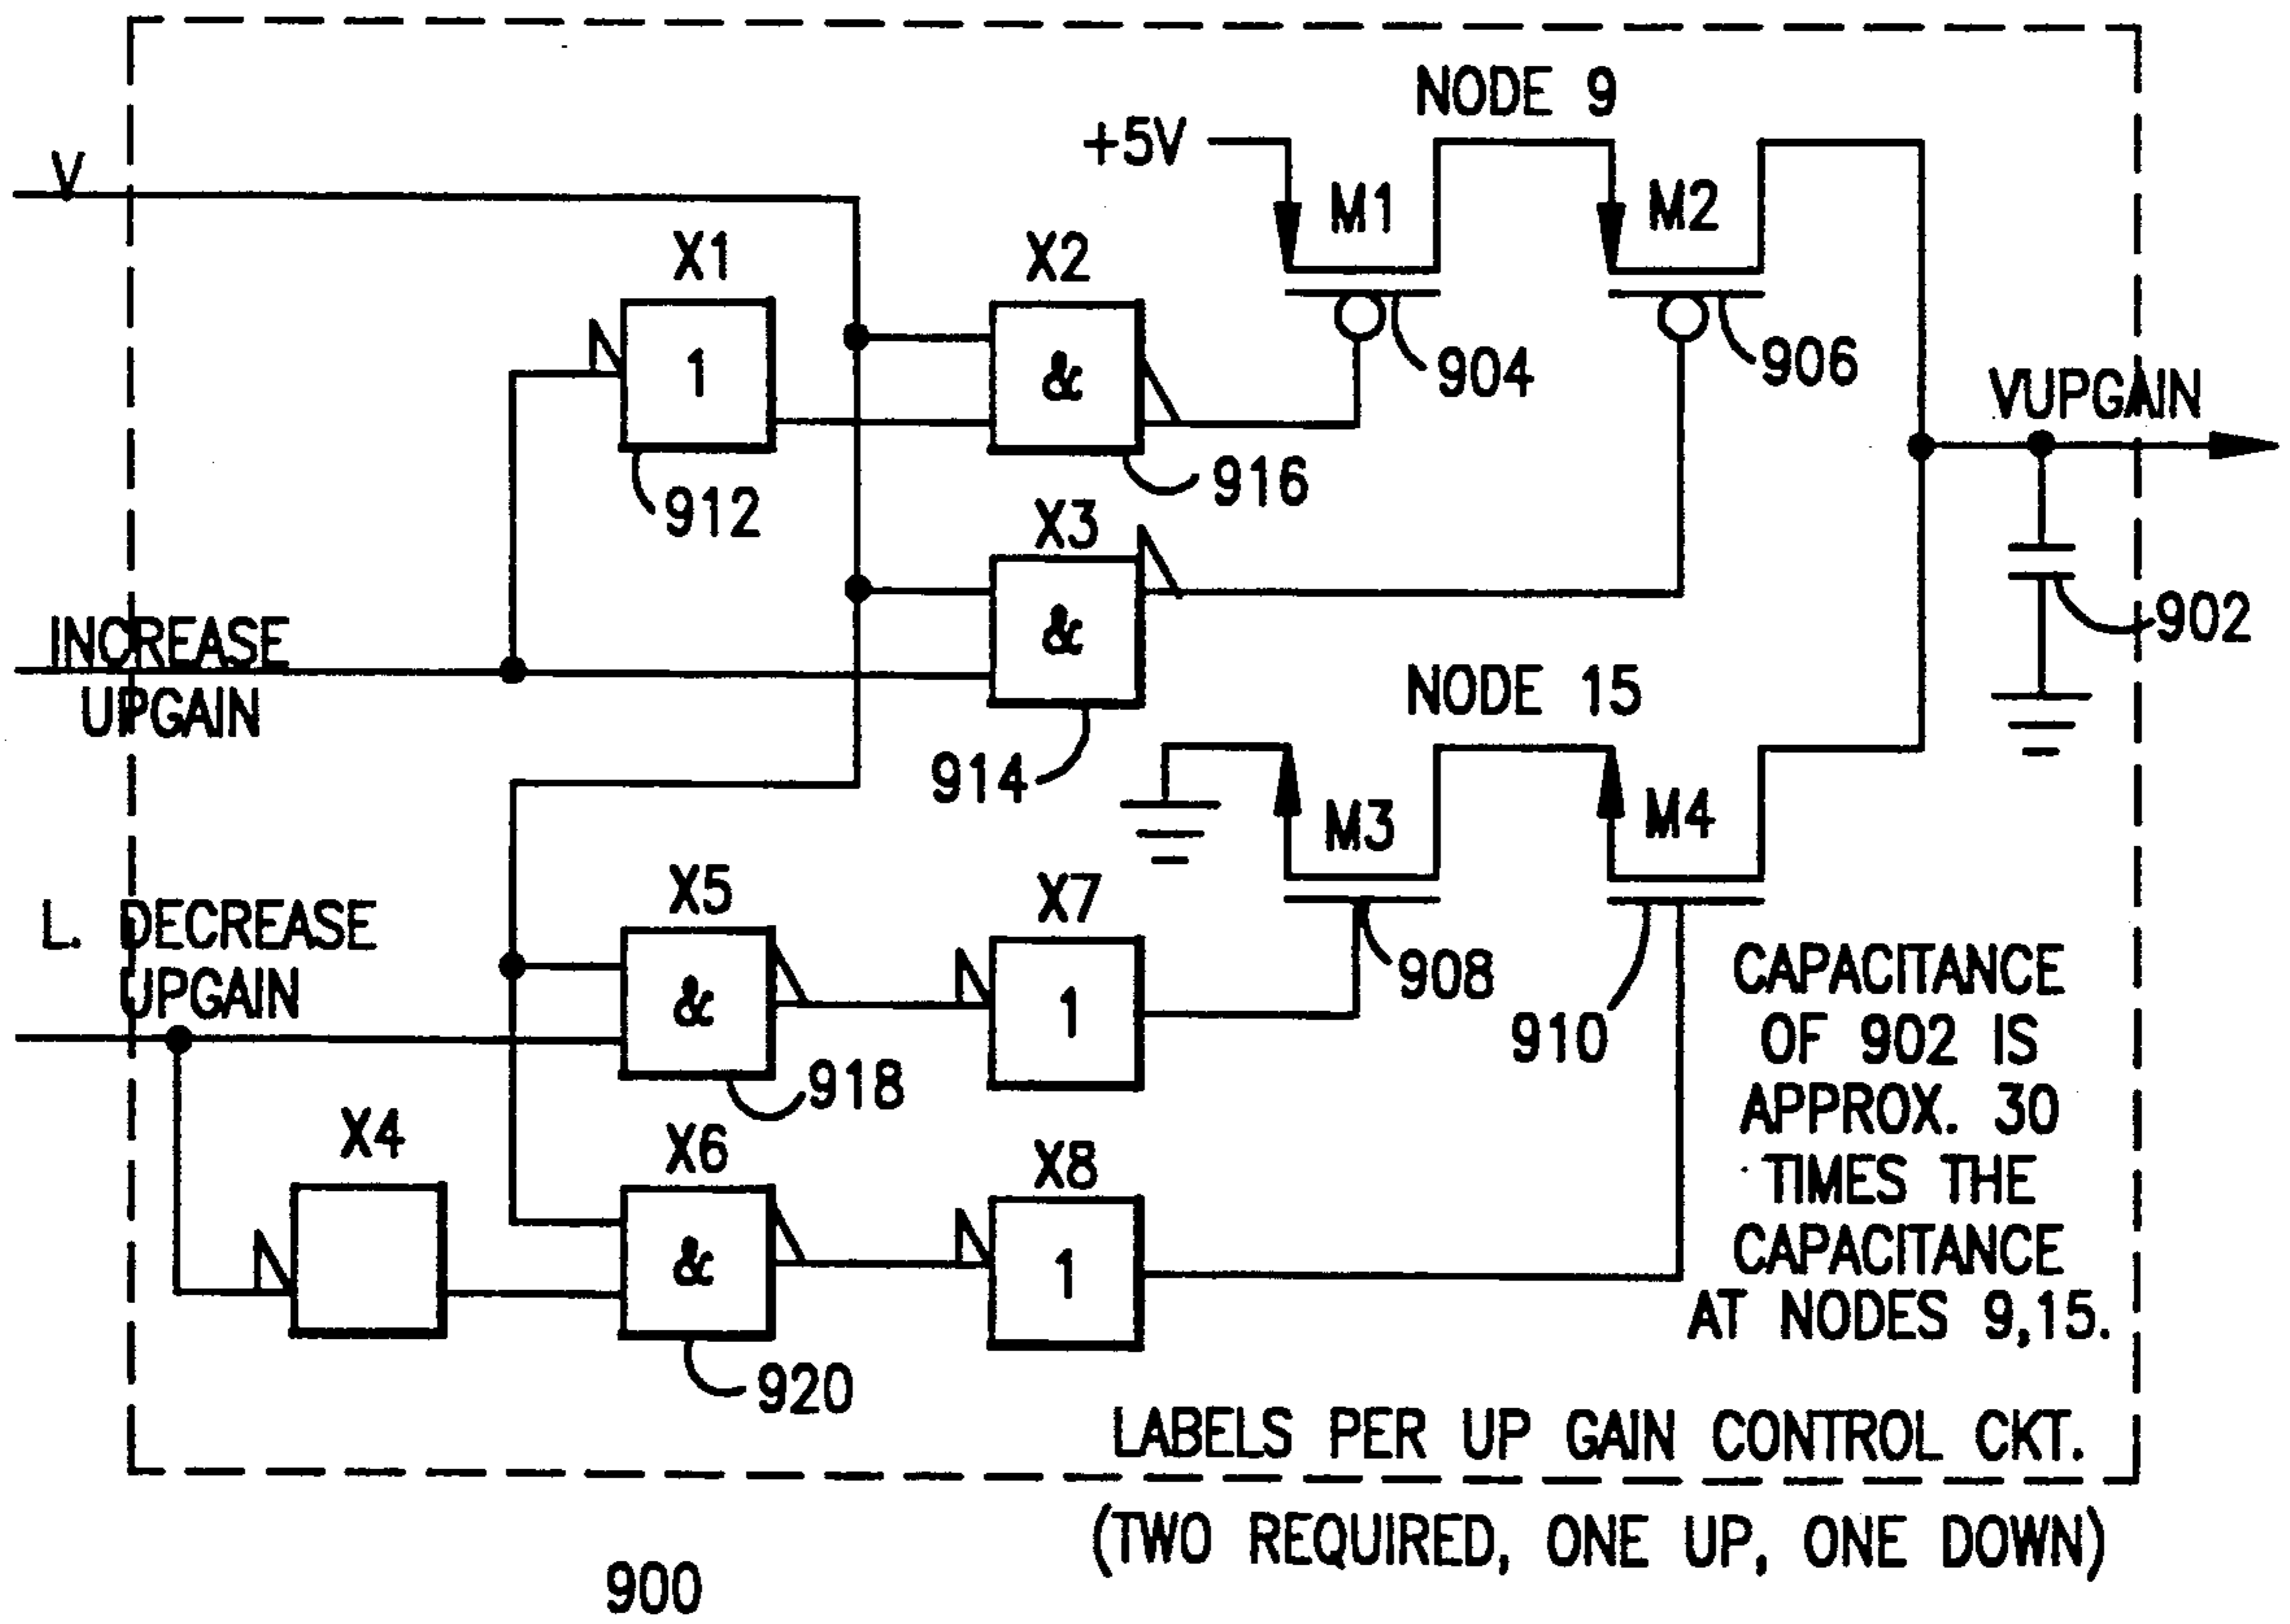 NODE 9
+5V
V
M1
M2
X1
X2
1
&
904
906
VUPGAIN
912
916
X3
INCREASE
UPGAIN
&
902
NODE 15
914
M3
M4
L. DECREASE
UPGAIN
X5
X7
&
1
908
910
918
CAPACITANCE
OF 902 IS
APPROX. 30
TIMES THE
CAPACITANCE
AT NODES 9,15.
X4
X6
X8
&
1
920
LABELS PER UP GAIN CONTROL CKT.
(TWO REQUIRED, ONE UP, ONE DOWN)
900